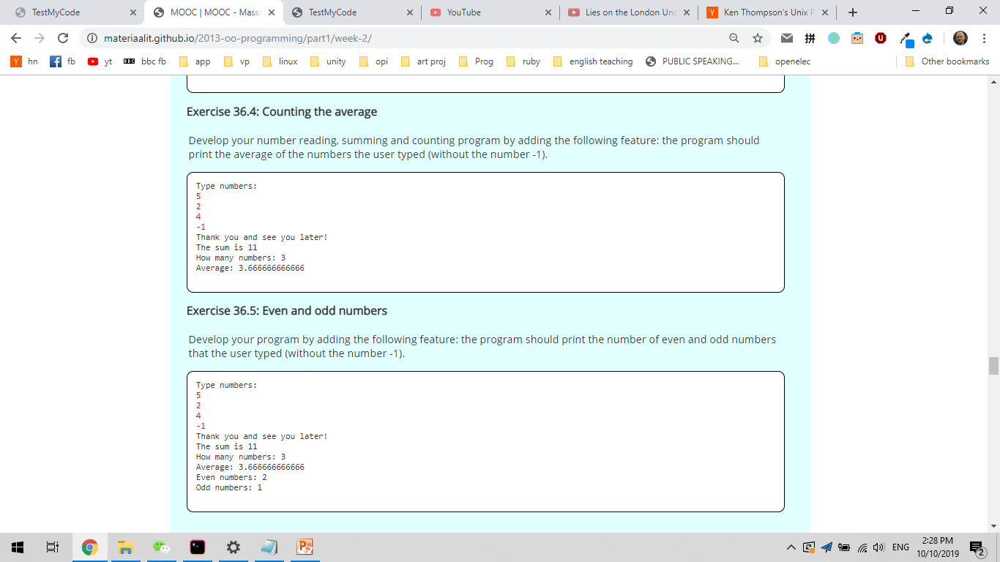 TestMyCode
MOOC | MOOC - Massi
TestMyCode
YouTube
Lies on the London Und
Ken Thompson's Unix P
materiaalit.github.io/2013-oo-programming/part1/week-2/
hn
fb
yt
BBC bbc fb
app
vp
linux
unity
opi
art proj
Prog
ruby
english teaching
PUBLIC SPEAKING...
openelec
Other bookmarks
Exercise 36.4: Counting the average
Develop your number reading, summing and counting program by adding the following feature: the program should
print the average of the numbers the user typed (without the number -1).
Type numbers:
5
2
4
-1
Thank you and see you later!
The sum is 11
How many numbers: 3
Average: 3.666666666666
Exercise 36.5: Even and odd numbers
Develop your program by adding the following feature: the program should print the number of even and odd numbers
that the user typed (without the number -1).
Type numbers:
5
2
4
-1
Thank you and see you later!
The sum is 11
How many numbers: 3
Average: 3.666666666666
Even numbers: 2
Odd numbers: 1
ENG
2:28 PM
10/10/2019
2